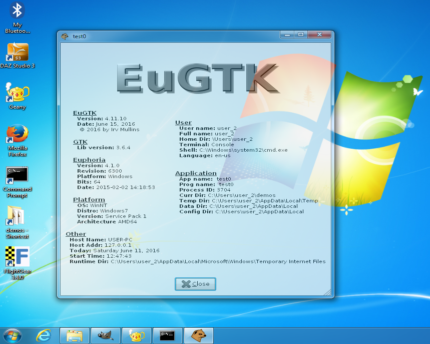 My
Bluetoo...
test0
EuGTK
EuGTK
Version: 4.11.10
Date: June 15, 2016
© 2016 by Irv Mullins
GTK
Lib version: 3.6.4
Euphoria
Version: 4.1.0
Revision: 6300
Platform: Windows
Bits: 64
Date: 2015-02-02 14:18:53
Platform
OS: WinNT
Distro: Windows7
Version: Service Pack 1
Architecture AMD64
User
User name: user_2
Full name: user_2
Home Dir: \Users\user_2
Terminal: Console
Shell: C:\Windows\system32\cmd.exe
Language: en-us
Application
App name: test0
Prog name: test0
Process ID: 3704
Curr Dir: C:\Users\user_2\demos
Temp Dir: C:\Users\user_2\AppData\Local\Temp
Data Dir: C:\Users\user_2\AppData\Local
Config Dir: C:\Users\user_2\AppData\Local
Other
Host Name: USER-PC
Host Addr: 127.0.0.1
Today: Saturday, June 11, 2016
Start Time: 12:47:43
Runtime Dir: C:\Users\user_2\AppData\Local\Microsoft\Windows\Temporary Internet Files
Close
DAZ Studio
Geany
Mozilla
Firefox
Command
Prompt
demos -
Shortcut
FlightGear